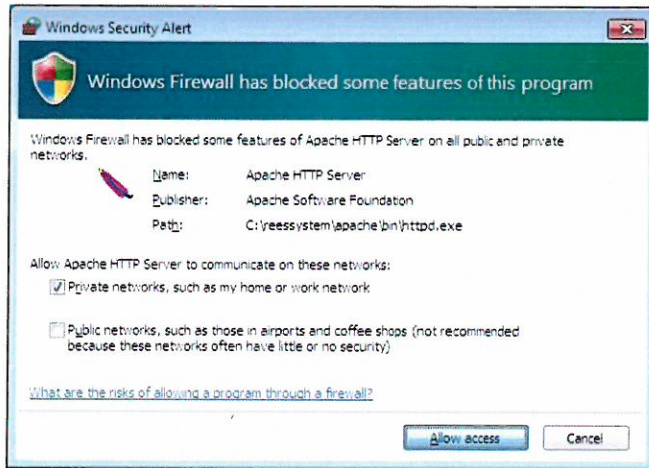 Windows Security Alert
Windows Firewall has blocked some features of this program
Windows Firewall has blocked some features of Apache HTTP Server on all public and private
networks.
Name: Apache HTTP Server
Publisher: Apache Software Foundation
Path: C:\reessystem\apache\bin\httpd.exe
Allow Apache HTTP Server to communicate on these networks:
Private networks, such as my home or work network
Public networks, such as those in airports and coffee shops (not recommended
because these networks often have little or no security)
What are the risks of allowing a program through a firewall?
Allow access Cancel